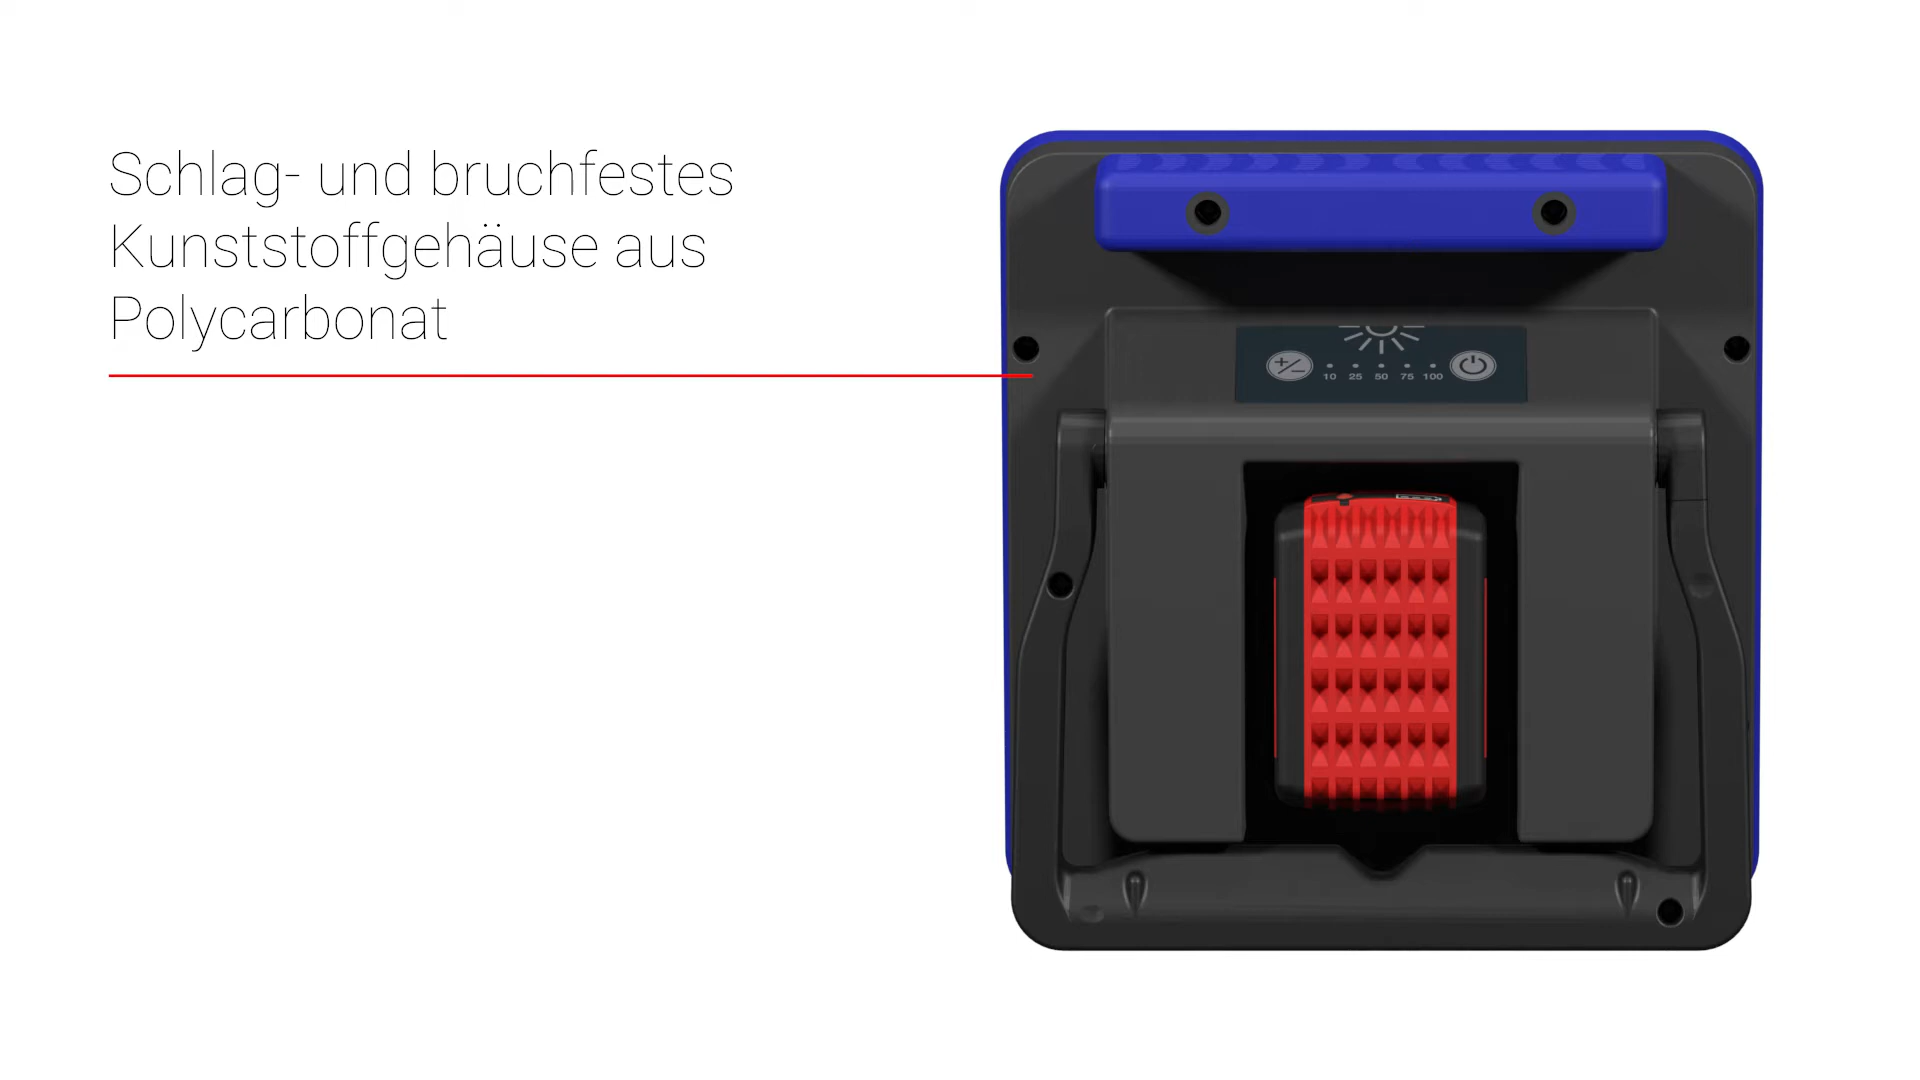 Schlag- und bruchfestes
Kunststoffgehäuse aus
Polycarbonat
+/−
10 25 50 75 100